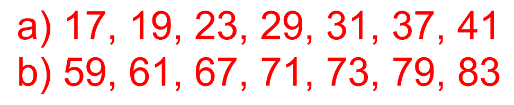 a) 17, 19, 23, 29, 31, 37, 41
b) 59, 61, 67, 71, 73, 79, 83